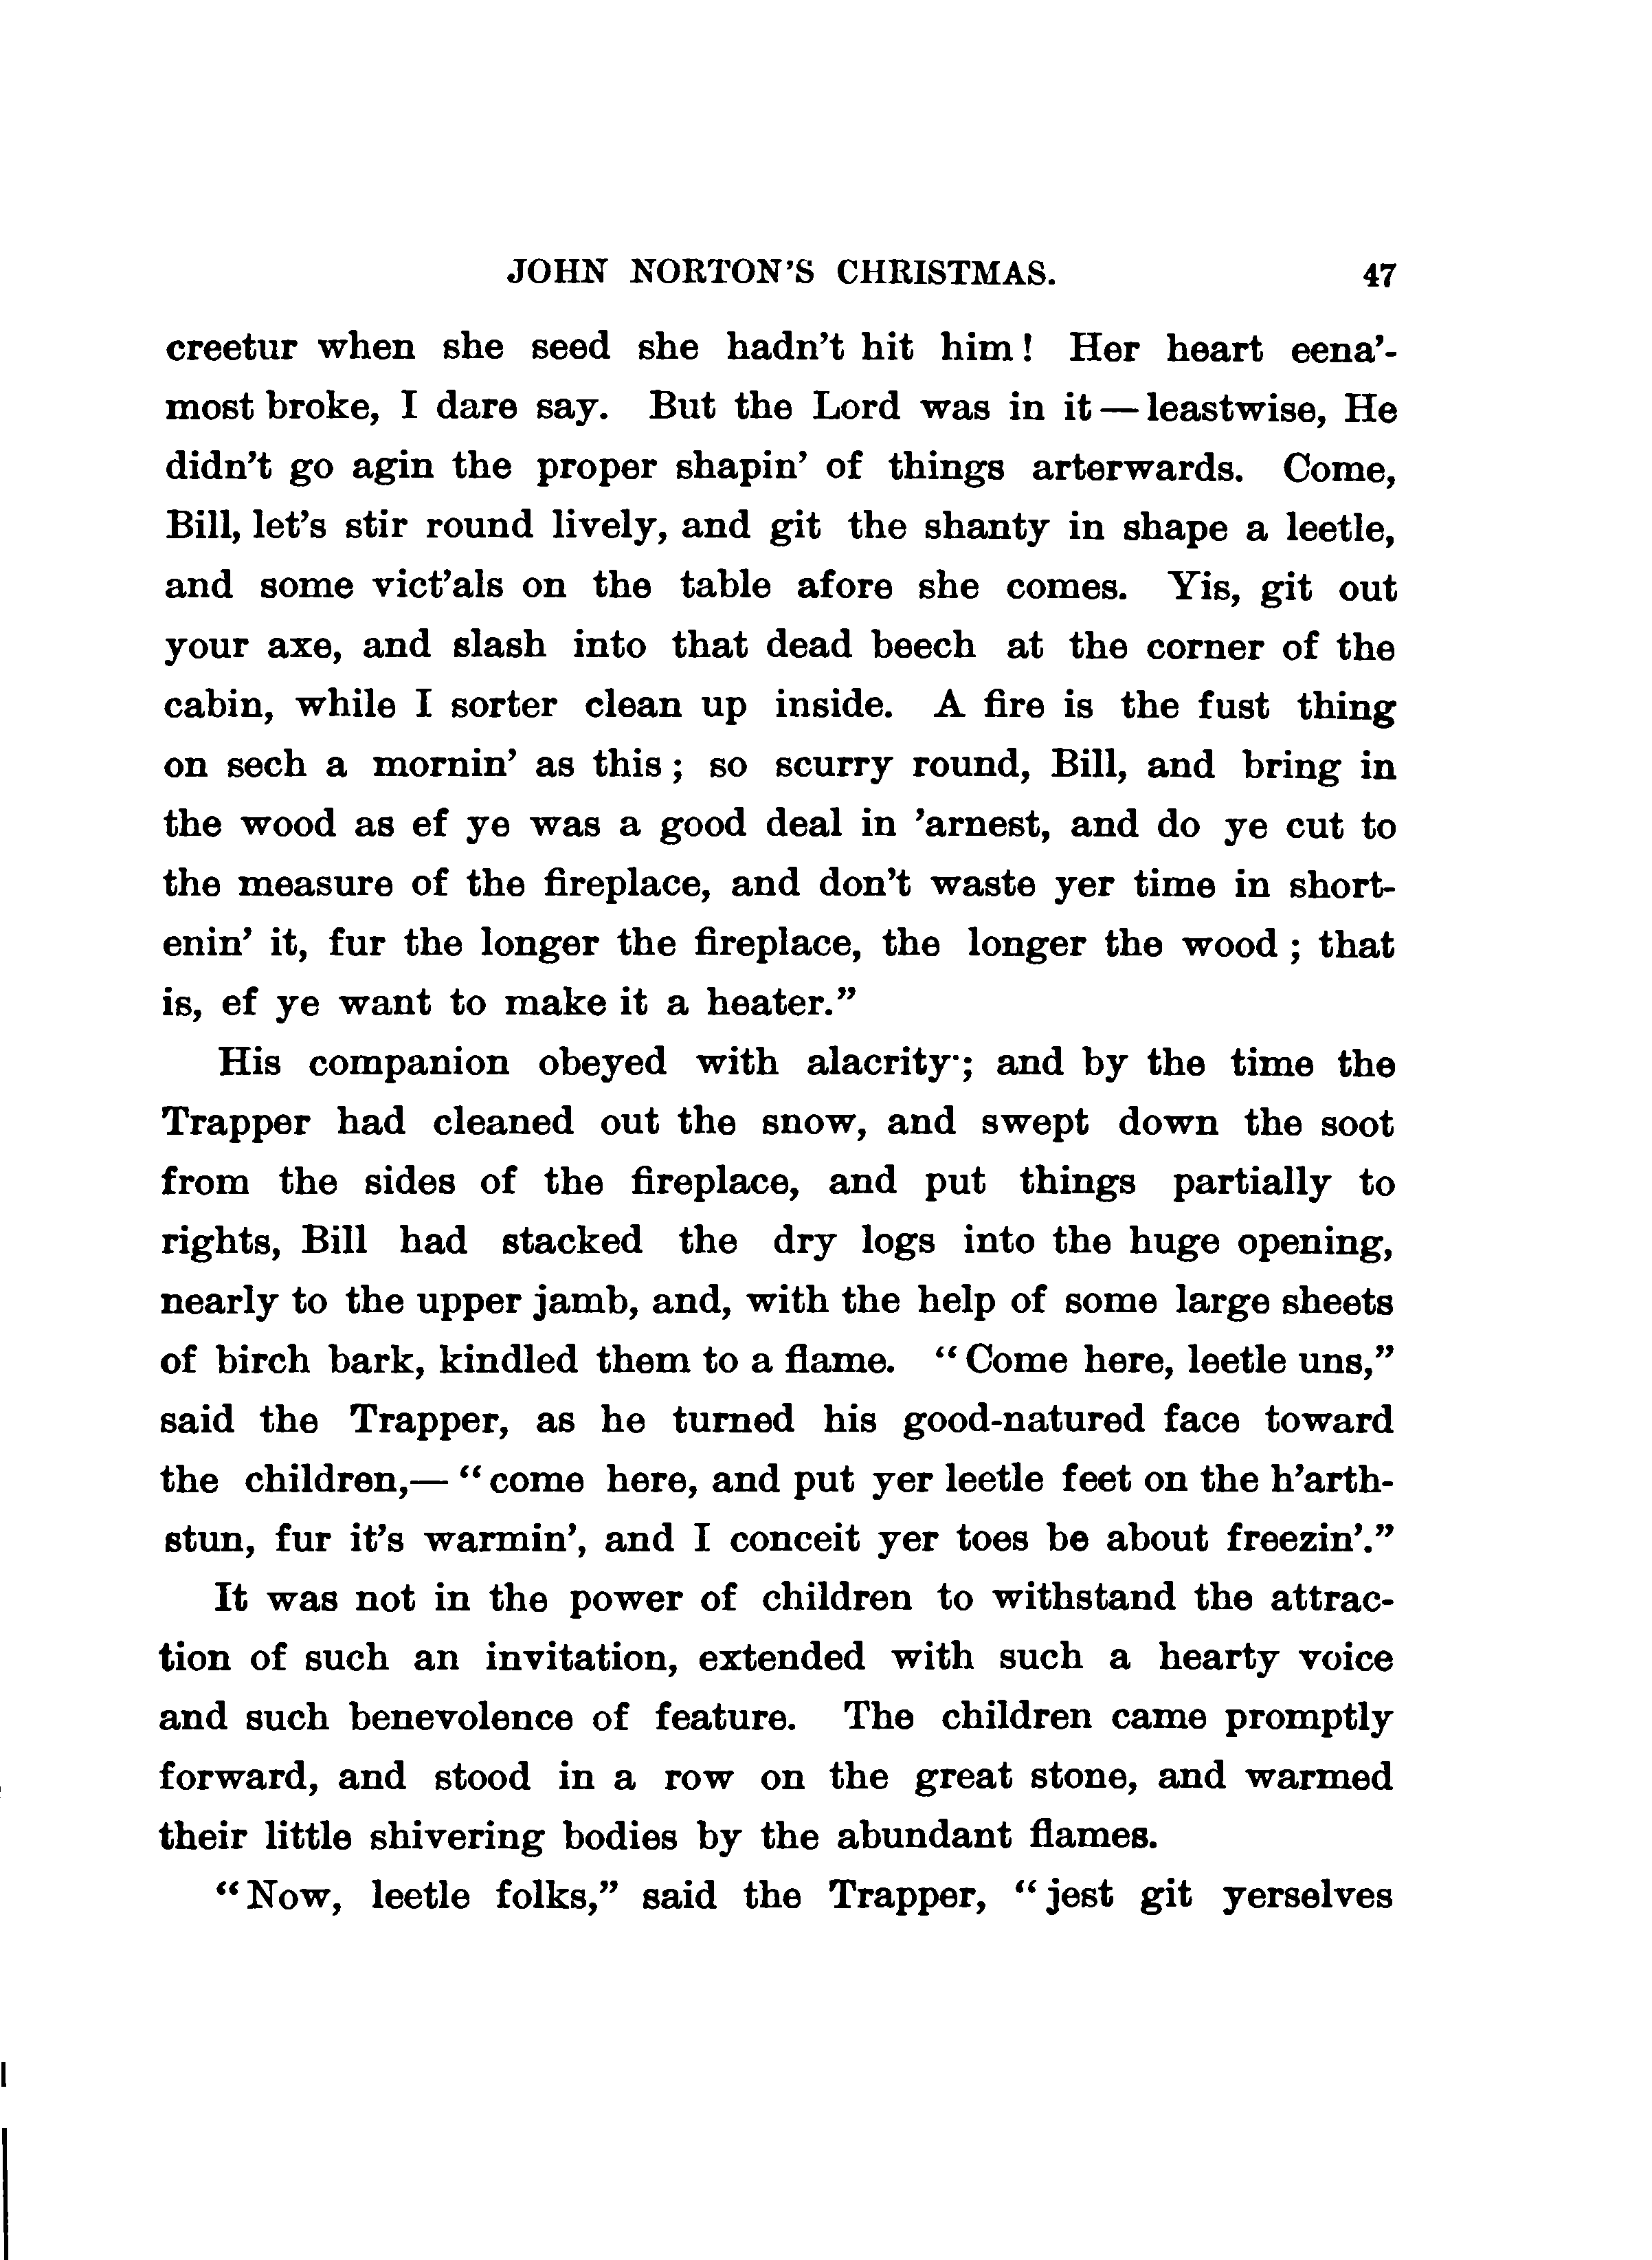 JOHN NORTON'S CHRISTMAS. 47
creetur when she seed she hadn't hit him! Her heart eena'-
most broke, I dare say. But the Lord was in it — leastwise, He
didn't go agin the proper shapin' of things arterwards. Come,
Bill, let's stir round lively, and git the shanty in shape a leetle,
and some vict'als on the table afore she comes. Yis, git out
your axe, and slash into that dead beech at the corner of the
cabin, while I sorter clean up inside. A fire is the fust thing
on sech a mornin' as this; so scurry round, Bill, and bring in
the wood as ef ye was a good deal in 'arnest, and do ye cut to
the measure of the fireplace, and don't waste yer time in short-
enin' it, fur the longer the fireplace, the longer the wood; that
is, ef ye want to make it a heater."
His companion obeyed with alacrity; and by the time the
Trapper had cleaned out the snow, and swept down the soot
from the sides of the fireplace, and put things partially to
rights, Bill had stacked the dry logs into the huge opening,
nearly to the upper jamb, and, with the help of some large sheets
of birch bark, kindled them to a flame. "Come here, leetle uns,"
said the Trapper, as he turned his good-natured face toward
the children,— "come here, and put yer leetle feet on the h'arth-
stun, fur it's warmin', and I conceit yer toes be about freezin'."
It was not in the power of children to withstand the attrac-
tion of such an invitation, extended with such a hearty voice
and such benevolence of feature. The children came promptly
forward, and stood in a row on the great stone, and warmed
their little shivering bodies by the abundant flames.
"Now, leetle folks," said the Trapper, "jest git yerselves